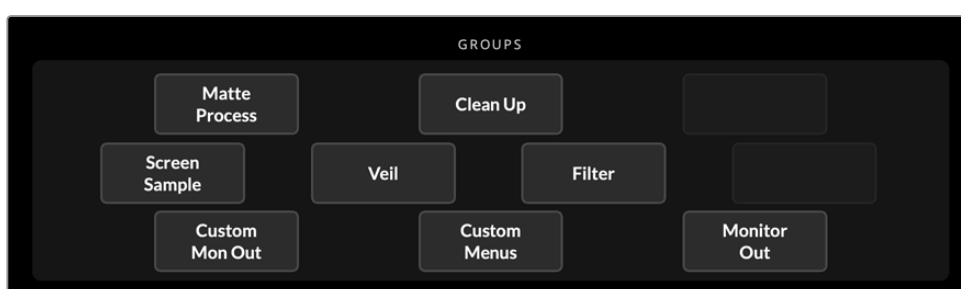 GROUPS
Matte
Process
Clean Up
Screen
Sample
Veil
Filter
Custom
Mon Out
Custom
Menus
Monitor
Out